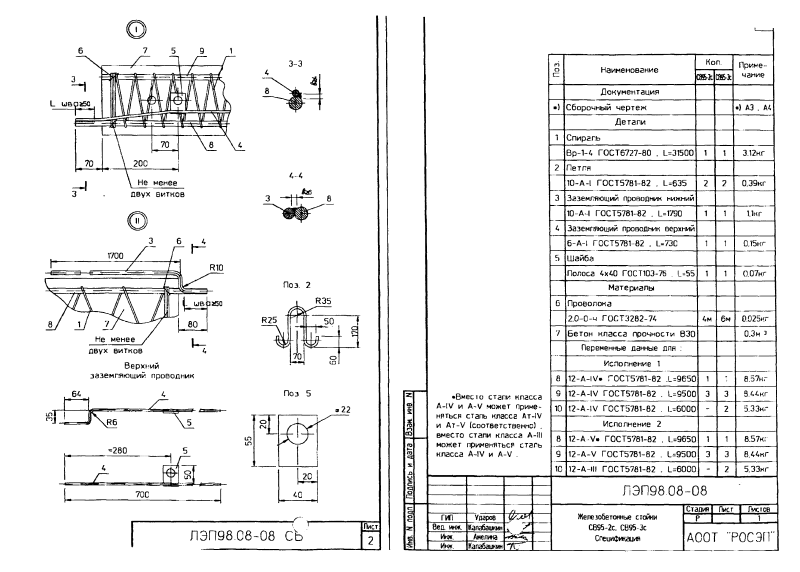 I
6 7 5 9 1
3
L шва≥50
70
70 200
8 4
3
Не менее
двух витков
3-3
4
8
4-4
3 8
II
1700 3 6 4
R10
L шва≥50
8 1 7 80
Не менее
двух витков
4
Верхний
заземляющий проводник
64 4
35
R6 5
≈280 5
4
50
700
Поз. 2
R35
R25 50
170
70
60
Поз 5
⌀22
20
55
20
40
ЛЭП98.08-08 СБ
Лист
2
Поз.
Наименование
Кол.
СВ95-2с СВ95-3с
Приме-
чание
Документация
*) Сборочный чертеж *) А3 , А4
Детали
1 Спираль
Вр-1-4 ГОСТ6727-80 , L=31500 1 1 3.12кг
2 Петля
10-А-I ГОСТ5781-82 , L=635 2 2 0,39кг
3 Заземляющий проводник нижний
10-А-I ГОСТ5781-82 , L=1790 1 1 1,1кг
4 Заземляющий проводник верхний
6-А-I ГОСТ5781-82 , L=730 1 1 0,15кг
5 Шайба
Полоса 4х40 ГОСТ103-76 , L=55 1 1 0,07кг
Материалы
6 Проволока
2.0-0-ч ГОСТ3282-74 4м 6м 0,025кг
7 Бетон класса прочности В30 0,3м³
Переменные данные для :
Исполнение 1
8 12-А-IV* ГОСТ5781-82 , L=9650 1 1 8.57кг
9 12-А-IV ГОСТ5781-82 , L=9500 3 3 8,44кг
10 12-А-IV ГОСТ5781-82 , L=6000 - 2 5.33кг
Исполнение 2
8 12-А-V* ГОСТ5781-82 , L=9650 1 1 8.57кг
9 12-А-V ГОСТ5781-82 , L=9500 3 3 8,44кг
10 12-А-III ГОСТ5781-82 , L=6000 - 2 5,33кг
*Вместо стали класса
А-IV и А-V может приме-
няться сталь класса Ат-IV
и Ат-V (соответственно) ,
вместо стали класса А-III
может применяться сталь
класса А-IV и А-V .
Взам. инв. N
Подпись и дата
Инв. N подл
ЛЭП98.08-08
ГИП Ударов
Вед. инж. Калабашкин
Инж. Амелина
Инж. Калабашкин
Железобетонные стойки
СВ95-2с, СВ95-3с
Спецификация
Стадия Лист Листов
Р 1
АООТ "РОСЭП"